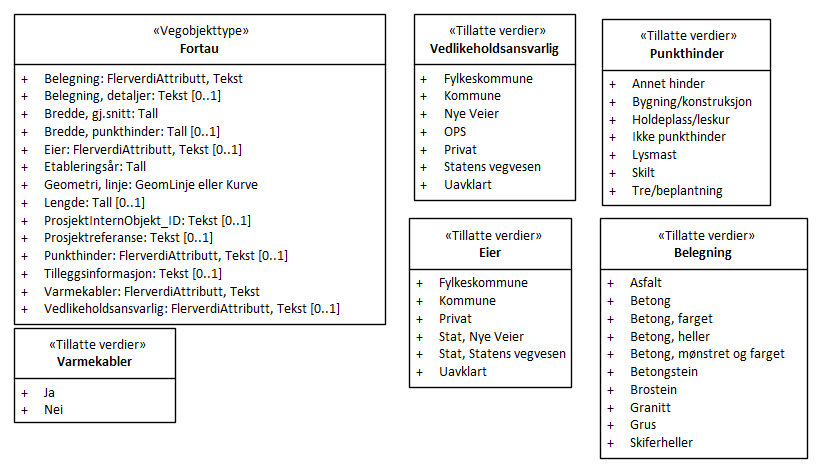 «Vegobjekttype»
Fortau
+ Belegning: FlerverdiAttributt, Tekst
+ Belegning, detaljer: Tekst [0..1]
+ Bredde, gj.snitt: Tall
+ Bredde, punkthinder: Tall [0..1]
+ Eier: FlerverdiAttributt, Tekst [0..1]
+ Etableringsår: Tall
+ Geometri, linje: GeomLinje eller Kurve
+ Lengde: Tall [0..1]
+ ProsjektInternObjekt_ID: Tekst [0..1]
+ Prosjektreferanse: Tekst [0..1]
+ Punkthinder: FlerverdiAttributt, Tekst [0..1]
+ Tilleggsinformasjon: Tekst [0..1]
+ Varmekabler: FlerverdiAttributt, Tekst
+ Vedlikeholdsansvarlig: FlerverdiAttributt, Tekst [0..1]
«Tillatte verdier»
Vedlikeholdsansvarlig
+ Fylkeskommune
+ Kommune
+ Nye Veier
+ OPS
+ Privat
+ Statens vegvesen
+ Uavklart
«Tillatte verdier»
Punkthinder
+ Annet hinder
+ Bygning/konstruksjon
+ Holdeplass/leskur
+ Ikke punkthinder
+ Lysmast
+ Skilt
+ Tre/beplantning
«Tillatte verdier»
Eier
+ Fylkeskommune
+ Kommune
+ Privat
+ Stat, Nye Veier
+ Stat, Statens vegvesen
+ Uavklart
«Tillatte verdier»
Belegning
+ Asfalt
+ Betong
+ Betong, farget
+ Betong, heller
+ Betong, mønstret og farget
+ Betongstein
+ Brostein
+ Granitt
+ Grus
+ Skiferheller
«Tillatte verdier»
Varmekabler
+ Ja
+ Nei